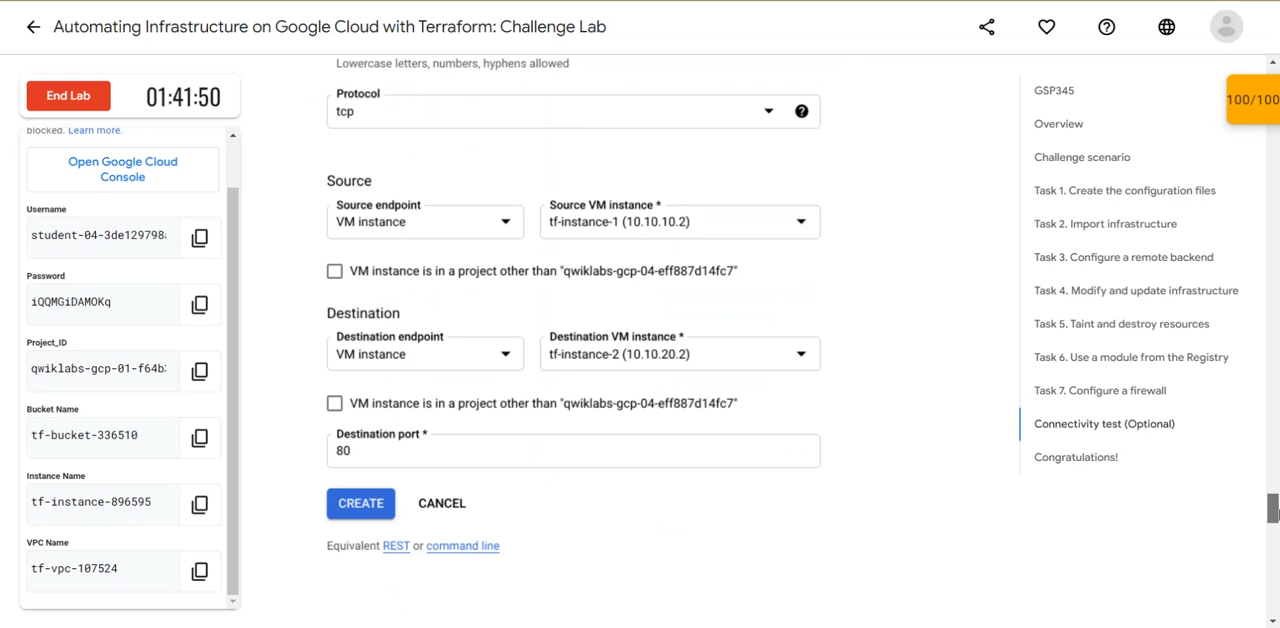 Automating Infrastructure on Google Cloud with Terraform: Challenge Lab
End Lab
01:41:50
blocked. Learn more.
Open Google Cloud
Console
Username
student-04-3de129798
Password
iQQMGiDAMOKq
Project_ID
qwiklabs-gcp-01-f64b
Bucket Name
tf-bucket-336510
Instance Name
tf-instance-896595
VPC Name
tf-vpc-107524
Lowercase letters, numbers, hyphens allowed
Protocol
tcp
Source
Source endpoint
VM instance
Source VM instance *
tf-instance-1 (10.10.10.2)
VM instance is in a project other than "qwiklabs-gcp-04-eff887d14fc7"
Destination
Destination endpoint
VM instance
Destination VM instance *
tf-instance-2 (10.10.20.2)
VM instance is in a project other than "qwiklabs-gcp-04-eff887d14fc7"
Destination port *
80
CREATE
CANCEL
Equivalent REST or command line
GSP345
Overview
Challenge scenario
Task 1. Create the configuration files
Task 2. Import infrastructure
Task 3. Configure a remote backend
Task 4. Modify and update infrastructure
Task 5. Taint and destroy resources
Task 6. Use a module from the Registry
Task 7. Configure a firewall
Connectivity test (Optional)
Congratulations!
100/100